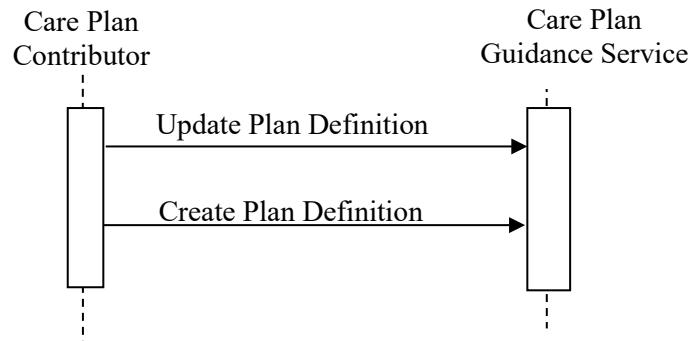 Care Plan
Contributor
Care Plan
Guidance Service
Update Plan Definition
Create Plan Definition